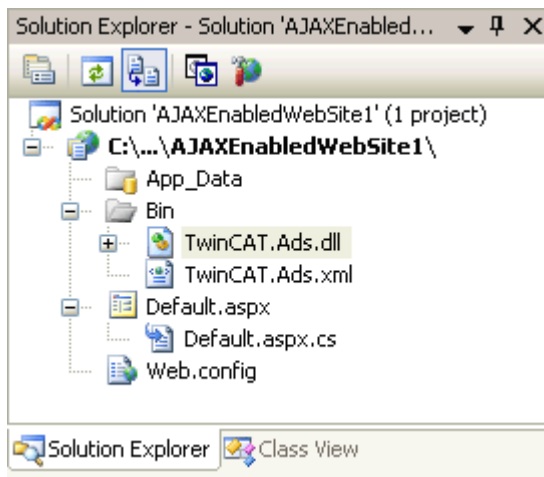 Solution Explorer - Solution 'AJAXEnabled...
Solution 'AJAXEnabledWebSite1' (1 project)
C:\...\AJAXEnabledWebSite1\
App_Data
Bin
TwinCAT.Ads.dll
TwinCAT.Ads.xml
Default.aspx
Default.aspx.cs
Web.config
Solution Explorer Class View